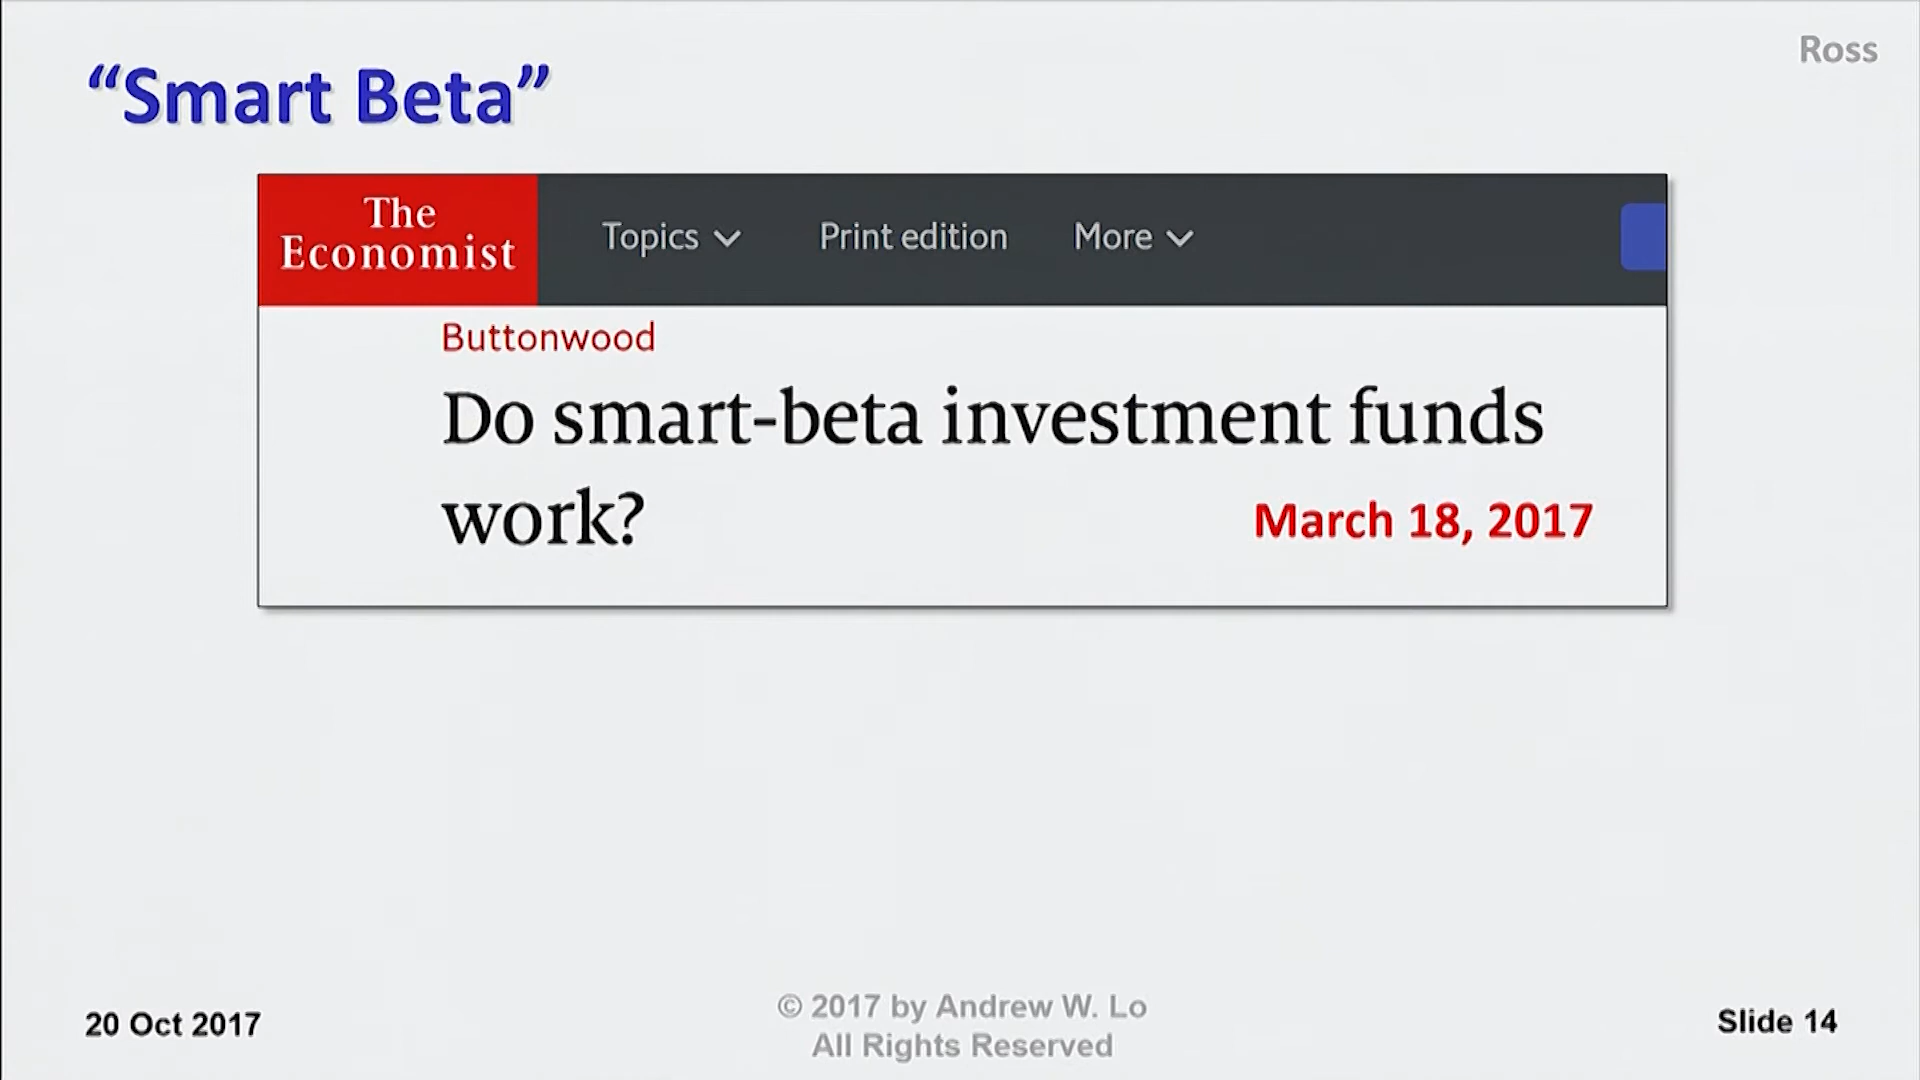 Ross
“Smart Beta”
The
Economist
Topics
Print edition
More
Buttonwood
Do smart-beta investment funds
work?
March 18, 2017
20 Oct 2017
© 2017 by Andrew W. Lo
All Rights Reserved
Slide 14